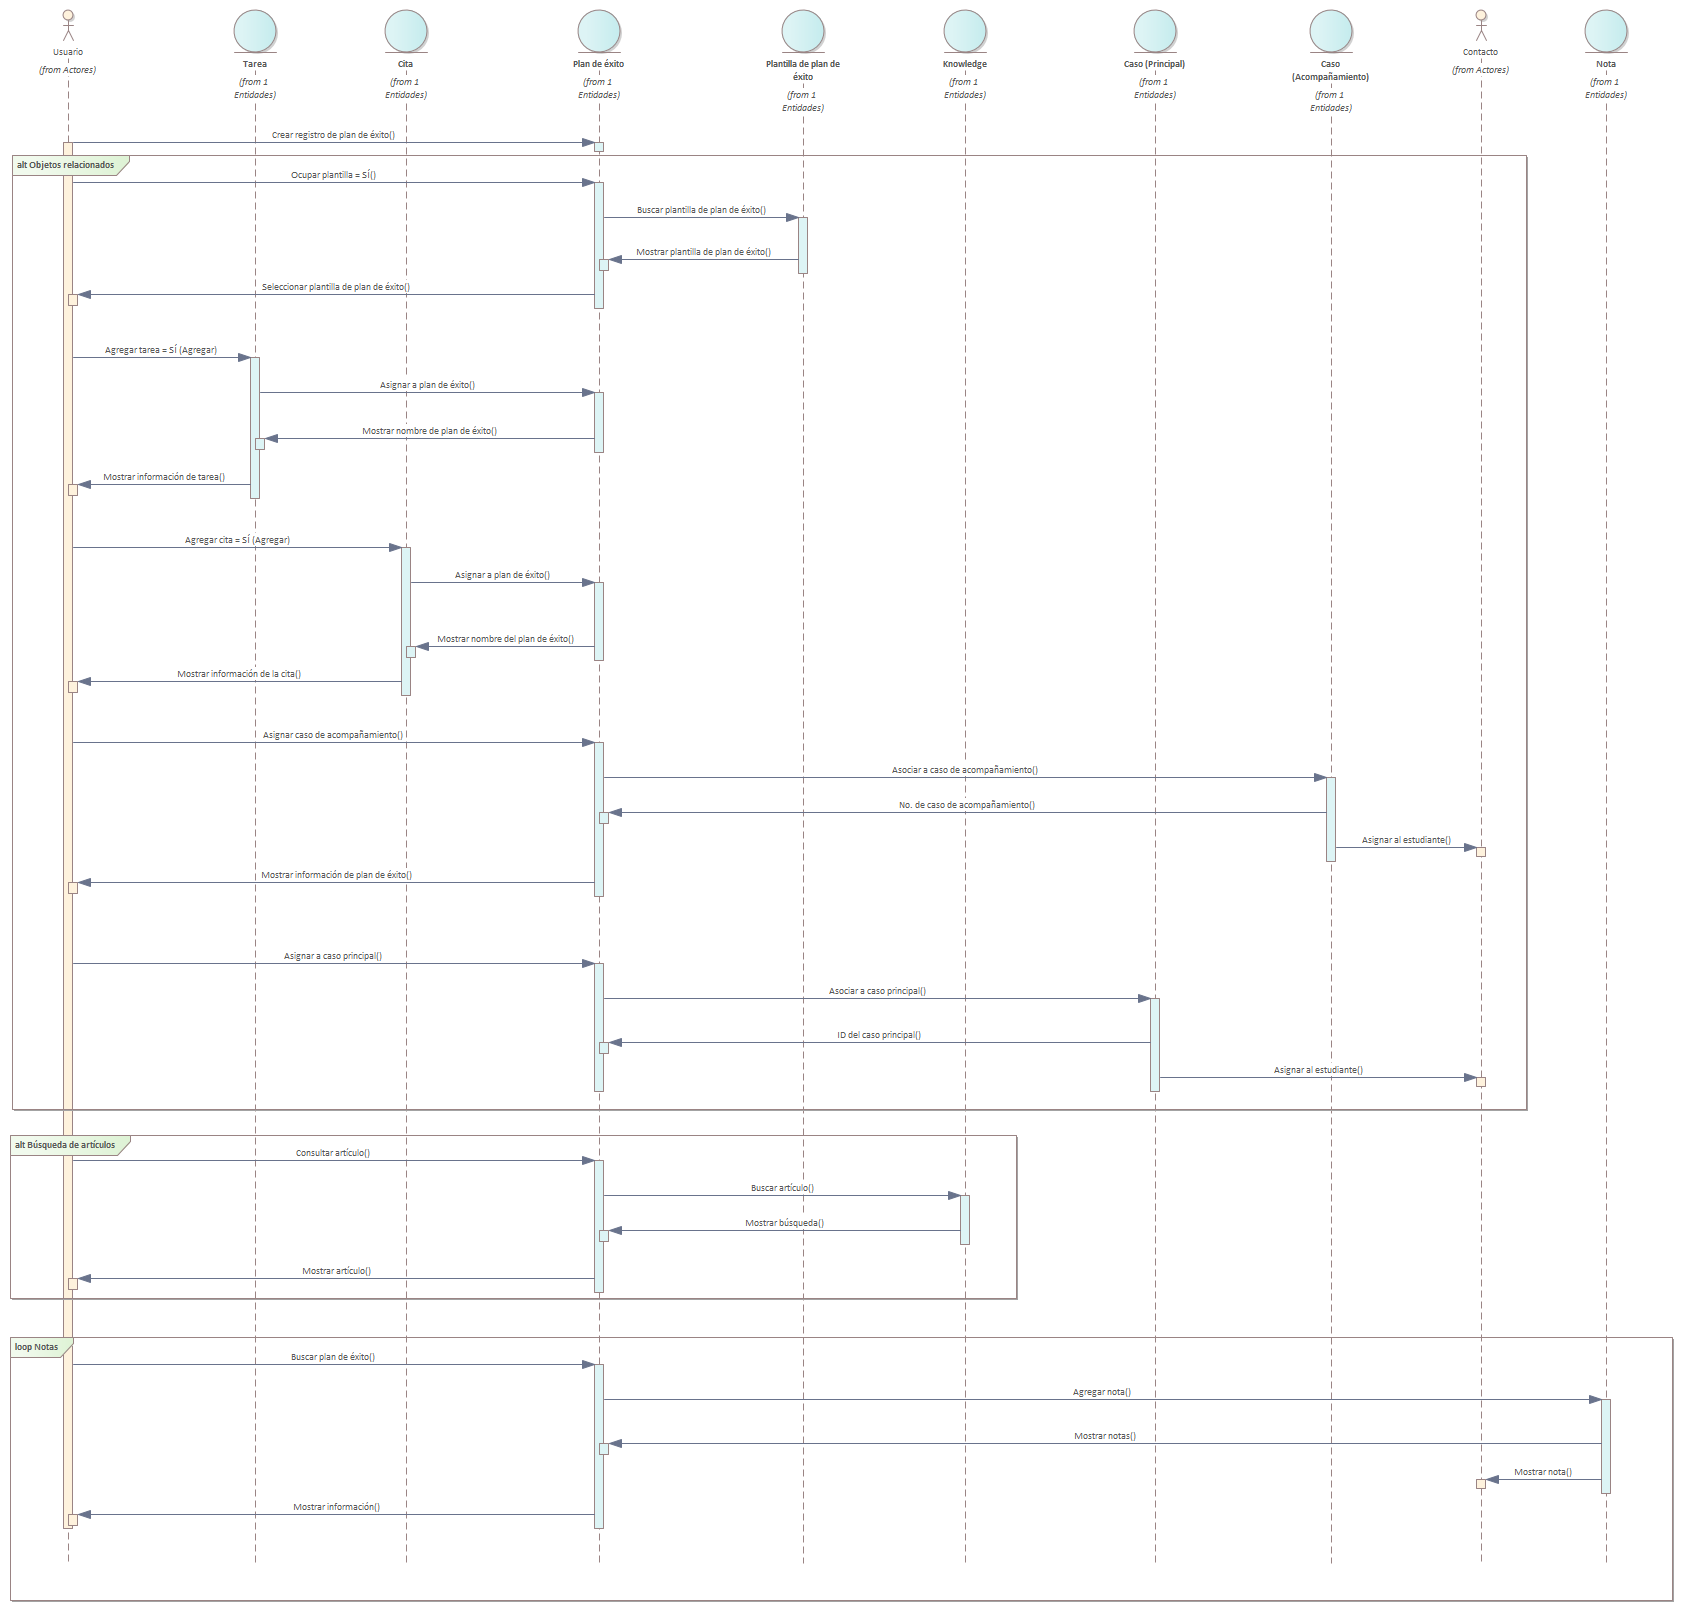 Usuario
(from Actores)
Tarea
(from 1
Entidades)
Cita
(from 1
Entidades)
Plan de éxito
(from 1
Entidades)
Plantilla de plan de
éxito
(from 1
Entidades)
Knowledge
(from 1
Entidades)
Caso (Principal)
(from 1
Entidades)
Caso
(Acompañamiento)
(from 1
Entidades)
Contacto
(from Actores)
Nota
(from 1
Entidades)
Crear registro de plan de éxito()
alt Objetos relacionados
Ocupar plantilla = SÍ()
Buscar plantilla de plan de éxito()
Mostrar plantilla de plan de éxito()
Seleccionar plantilla de plan de éxito()
Agregar tarea = SÍ (Agregar)
Asignar a plan de éxito()
Mostrar nombre de plan de éxito()
Mostrar información de tarea()
Agregar cita = SÍ (Agregar)
Asignar a plan de éxito()
Mostrar nombre del plan de éxito()
Mostrar información de la cita()
Asignar caso de acompañamiento()
Asociar a caso de acompañamiento()
No. de caso de acompañamiento()
Asignar al estudiante()
Mostrar información de plan de éxito()
Asignar a caso principal()
Asociar a caso principal()
ID del caso principal()
Asignar al estudiante()
alt Búsqueda de artículos
Consultar artículo()
Buscar artículo()
Mostrar búsqueda()
Mostrar artículo()
loop Notas
Buscar plan de éxito()
Agregar nota()
Mostrar notas()
Mostrar nota()
Mostrar información()